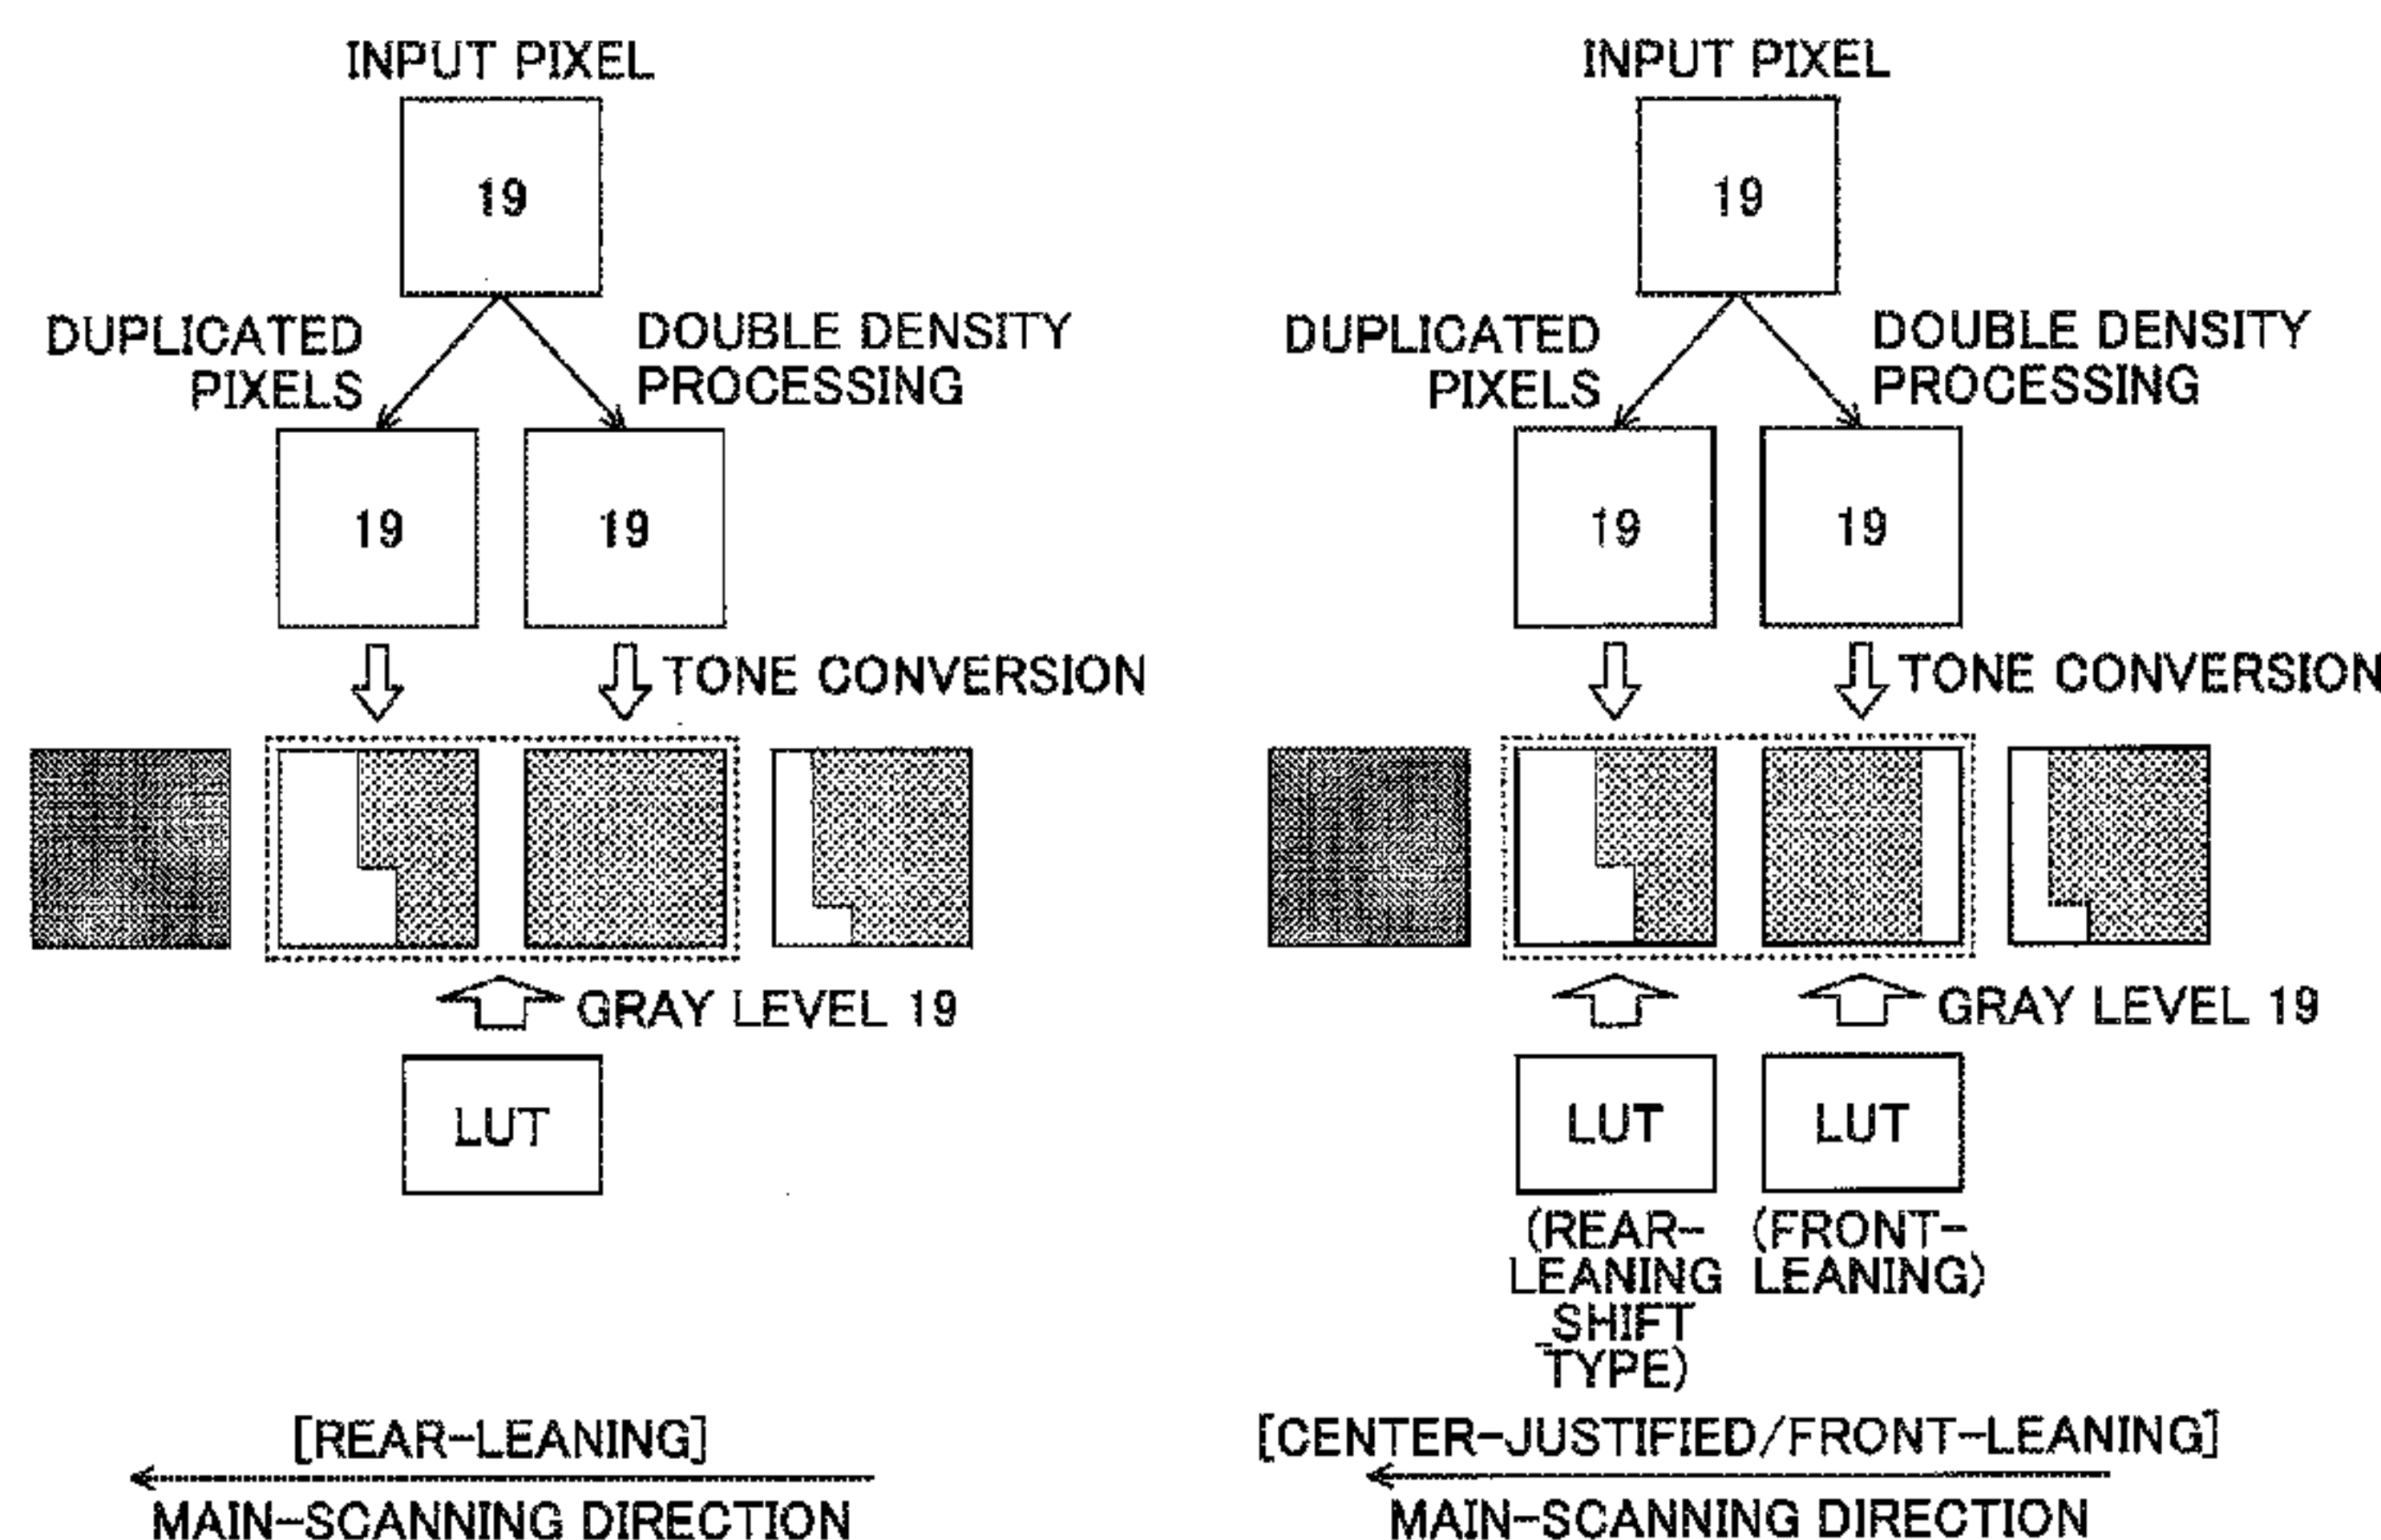 INPUT PIXEL
19
DUPLICATED
PIXELS
DOUBLE DENSITY
PROCESSING
19 19
TONE CONVERSION
GRAY LEVEL 19
LUT
[REAR-LEANING]
MAIN-SCANNING DIRECTION
INPUT PIXEL
19
DUPLICATED
PIXELS
DOUBLE DENSITY
PROCESSING
19 19
TONE CONVERSION
GRAY LEVEL 19
LUT LUT
(REAR-
LEANING
SHIFT
TYPE)
(FRONT-
LEANING)
[CENTER-JUSTIFIED/FRONT-LEANING]
MAIN-SCANNING DIRECTION